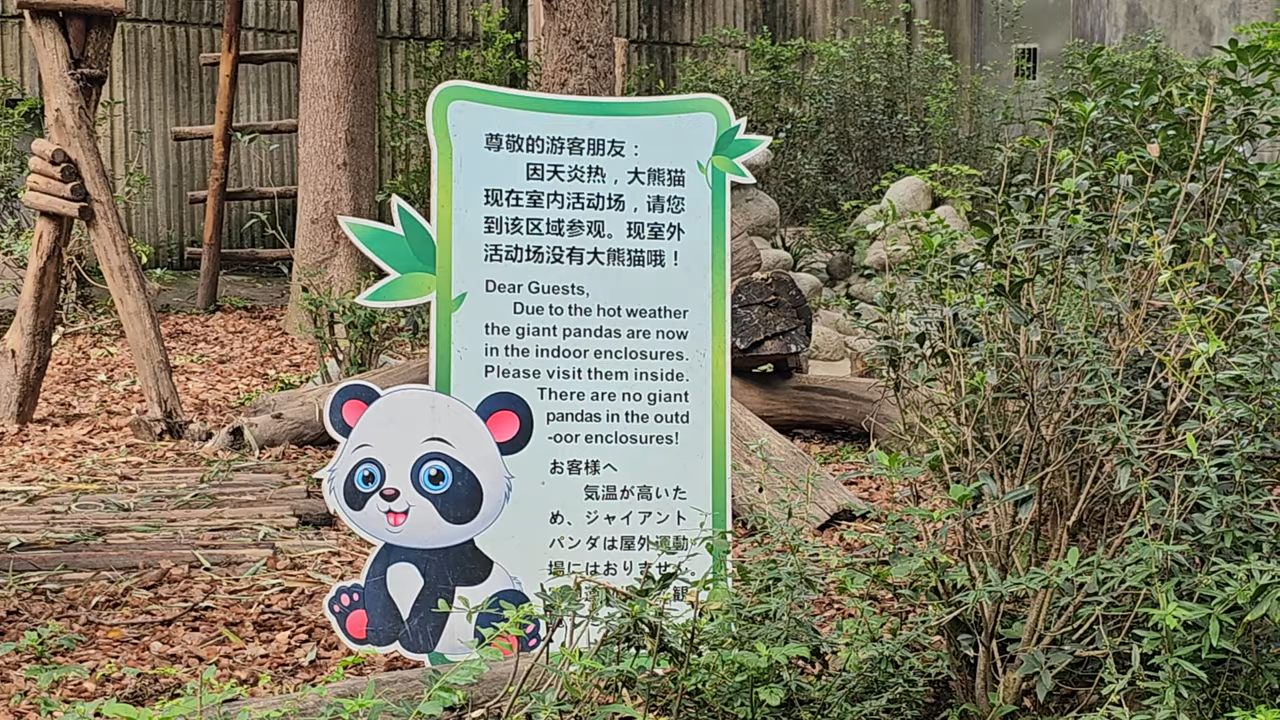 尊敬的游客朋友：
因天炎热，大熊猫
现在室内活动场，请您
到该区域参观。现室外
活动场没有大熊猫哦！
Dear Guests,
Due to the hot weather
the giant pandas are now
in the indoor enclosures.
Please visit them inside.
There are no giant
pandas in the outd
-oor enclosures!
お客様へ
気温が高いた
め、ジャイアント
パンダは屋外運動
場にはおりません。
観